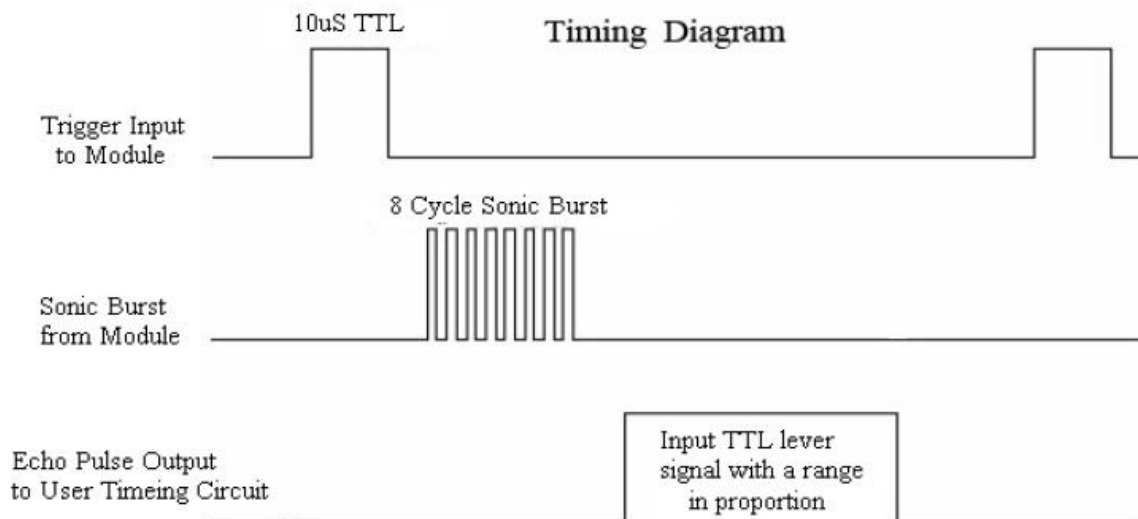 10uS TTL
Timing Diagram
Trigger Input
to Module
8 Cycle Sonic Burst
Sonic Burst
from Module
Echo Pulse Output
to User Timeing Circuit
Input TTL lever
signal with a range
in proportion